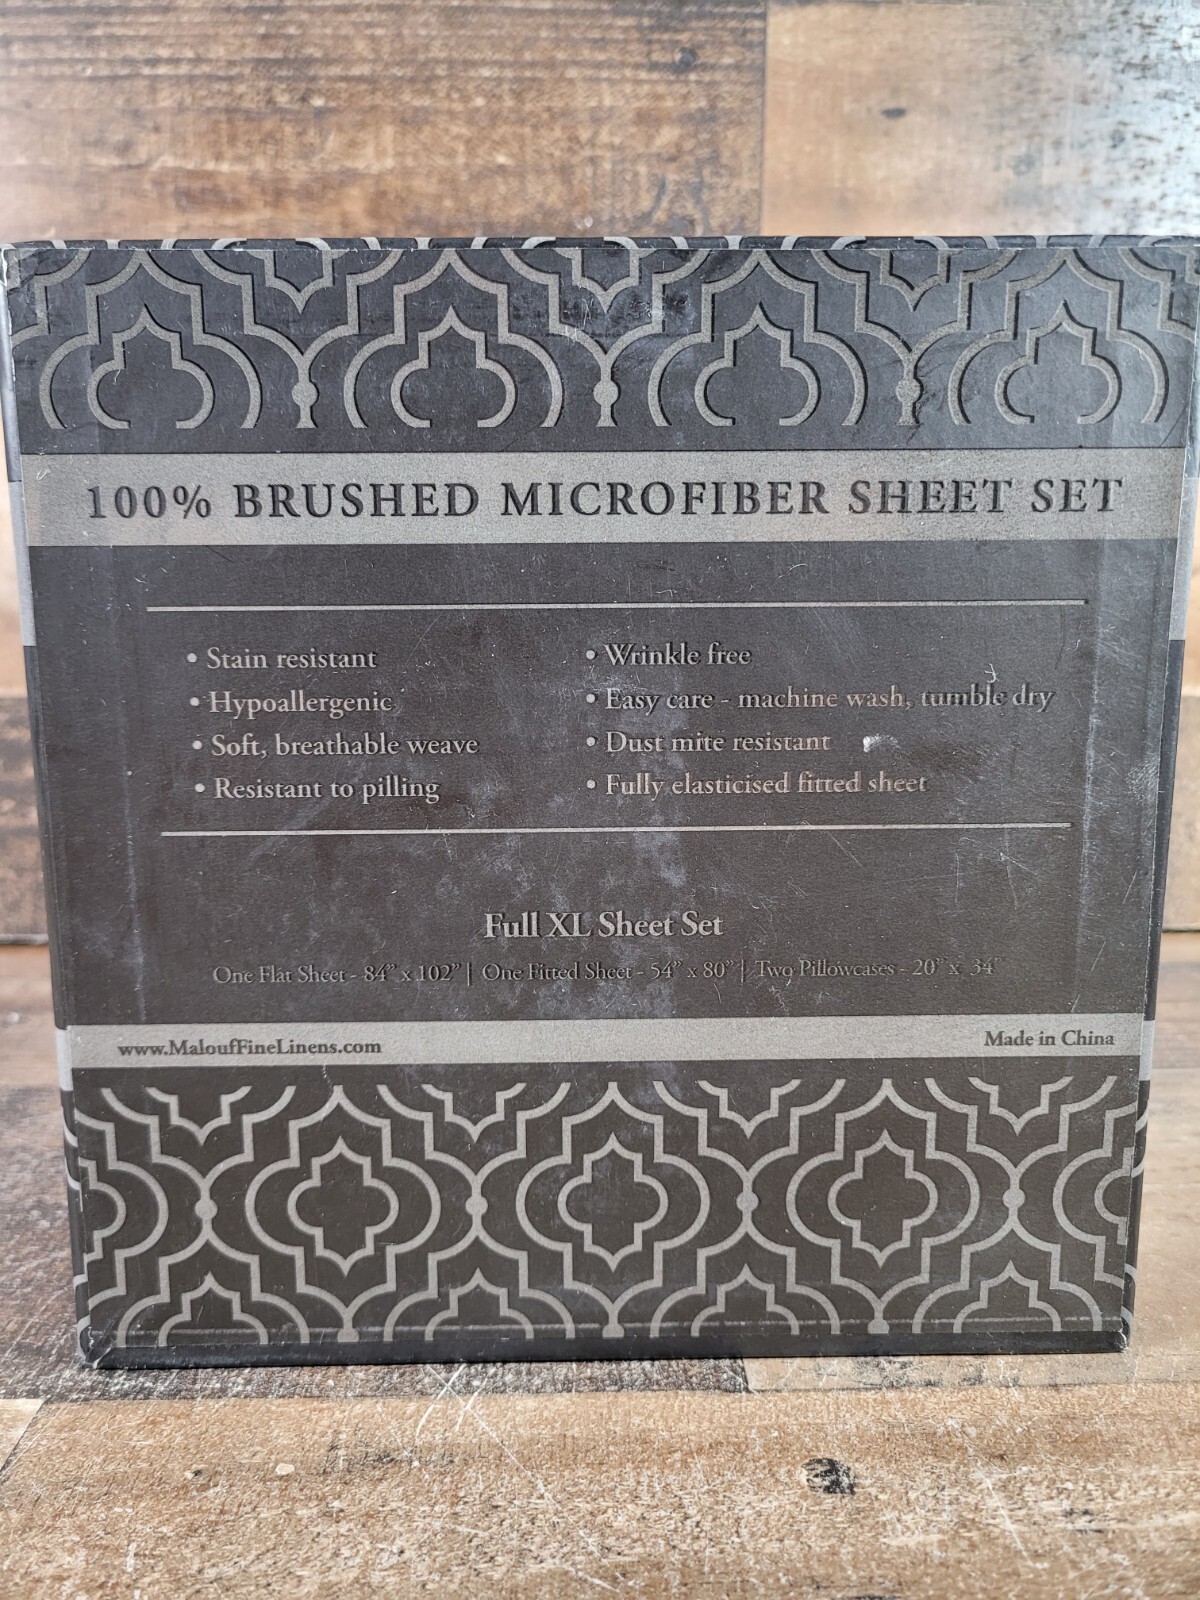 100% BRUSHED MICROFIBER SHEET SET
• Stain resistant
• Hypoallergenic
• Soft, breathable weave
• Resistant to pilling
• Wrinkle free
• Easy care - machine wash, tumble dry
• Dust mite resistant
• Fully elasticised fitted sheet
Full XL Sheet Set
One Flat Sheet - 84" x 102" | One Fitted Sheet - 54" x 80" | Two Pillowcases - 20" x 34"
www.MaloufFineLinens.com
Made in China